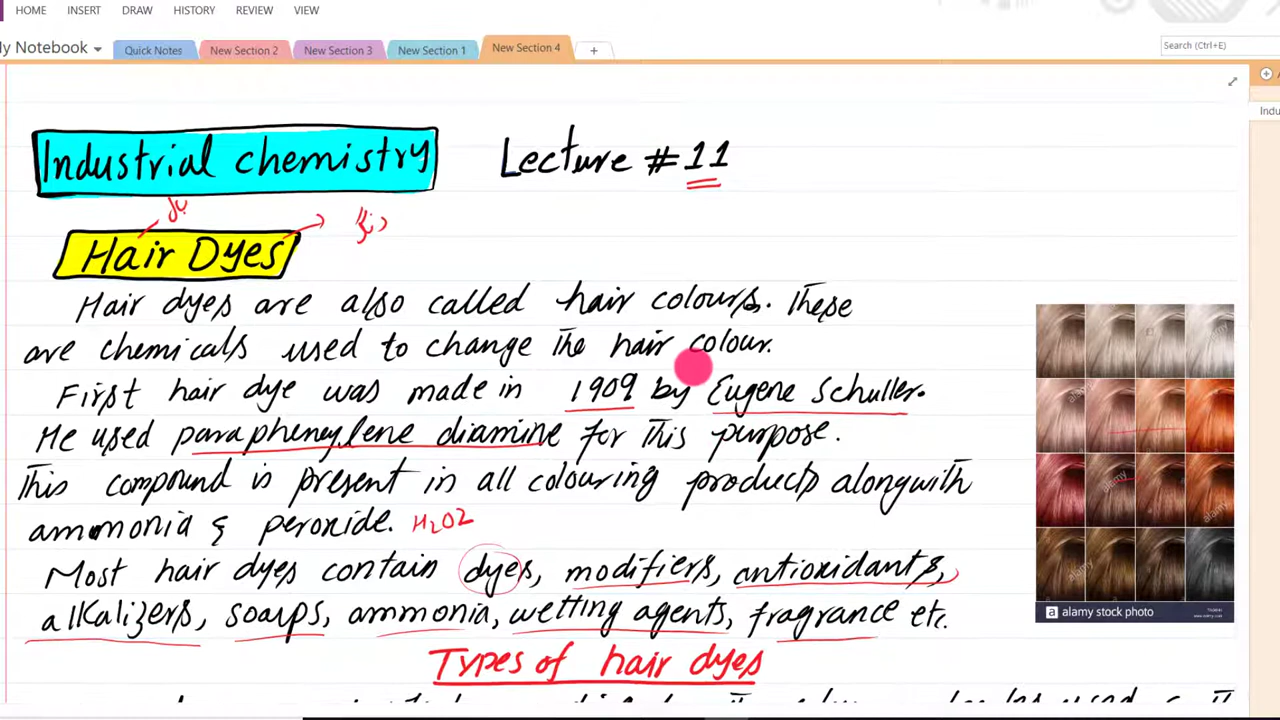 HOME INSERT DRAW HISTORY REVIEW VIEW
My Notebook Quick Notes New Section 2 New Section 3 New Section 1 New Section 4 + Search (Ctrl+E)
Industrial chemistry Lecture # 11
Hair Dyes
Hair dyes are also called hair colours. These
are chemicals used to change the hair colour.
First hair dye was made in 1909 by Eugene Schuller.
He used parapheneylene diamine for this purpose.
This compound is present in all colouring products alongwith
ammonia & peroxide. H2O2
Most hair dyes contain dyes, modifiers, antioxidants,
alkalizers, soaps, ammonia, wetting agents, fragrance etc.
a alamy stock photo
Types of hair dyes